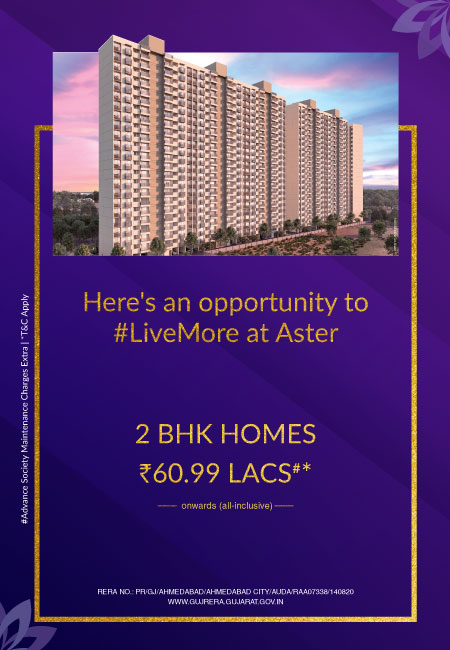 Here's an opportunity to
#LiveMore at Aster
2 BHK HOMES
₹60.99 LACS#*
onwards (all-inclusive)
RERA NO.: PR/GJ/AHMEDABAD/AHMEDABAD CITY/AUDA/RAA07338/140820
WWW.GUJRERA.GUJARAT.GOV.IN
#Advance Society Maintenance Charges Extra | *T&C Apply